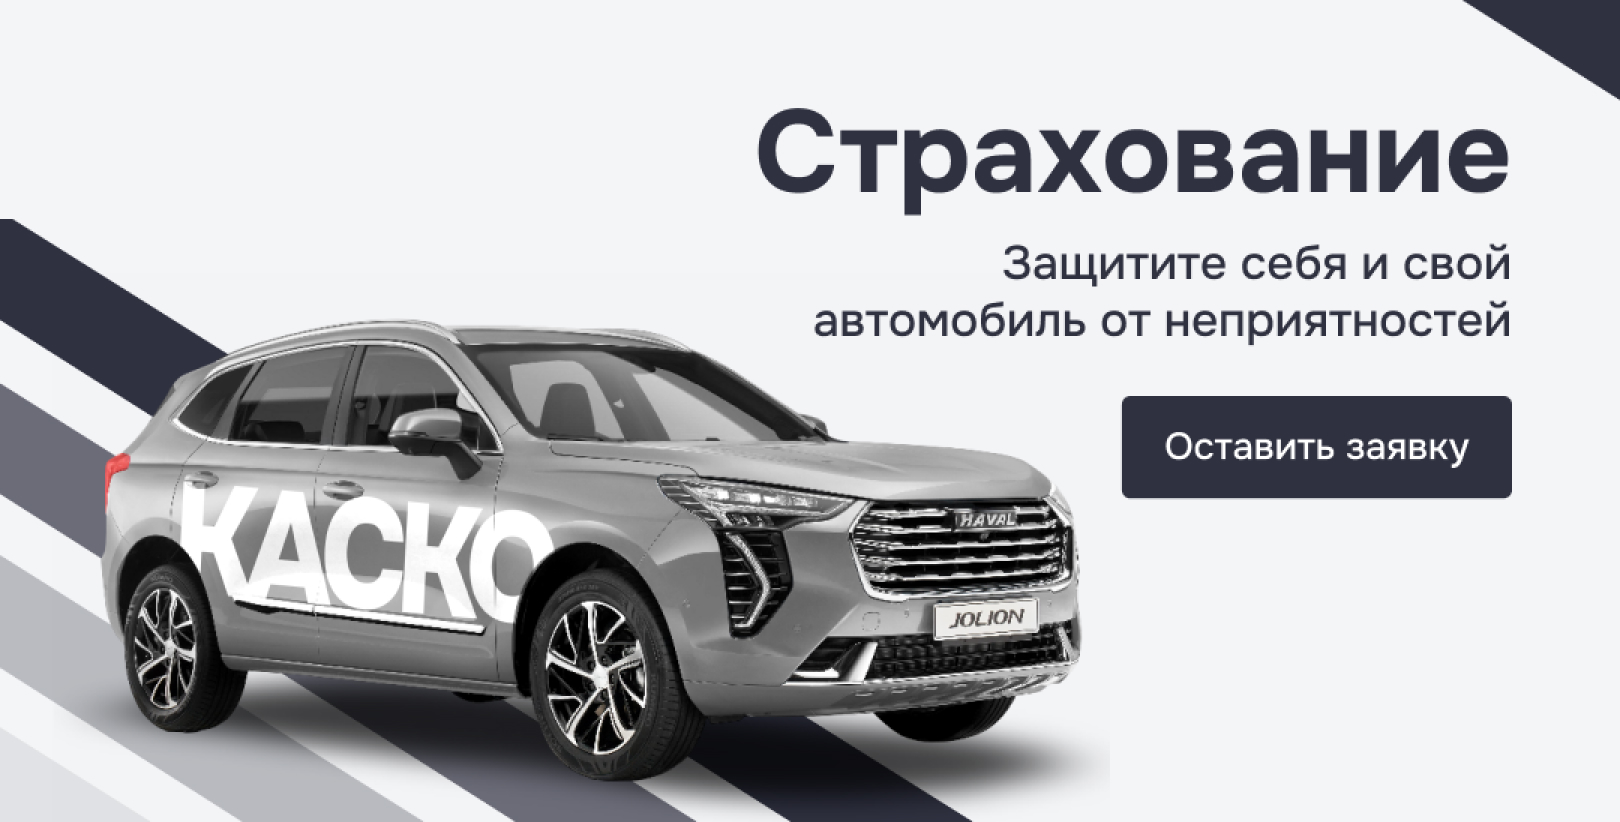 Страхование
Защитите себя и свой
автомобиль от неприятностей
Оставить заявку
КАСКО
HAVAL
JOLION